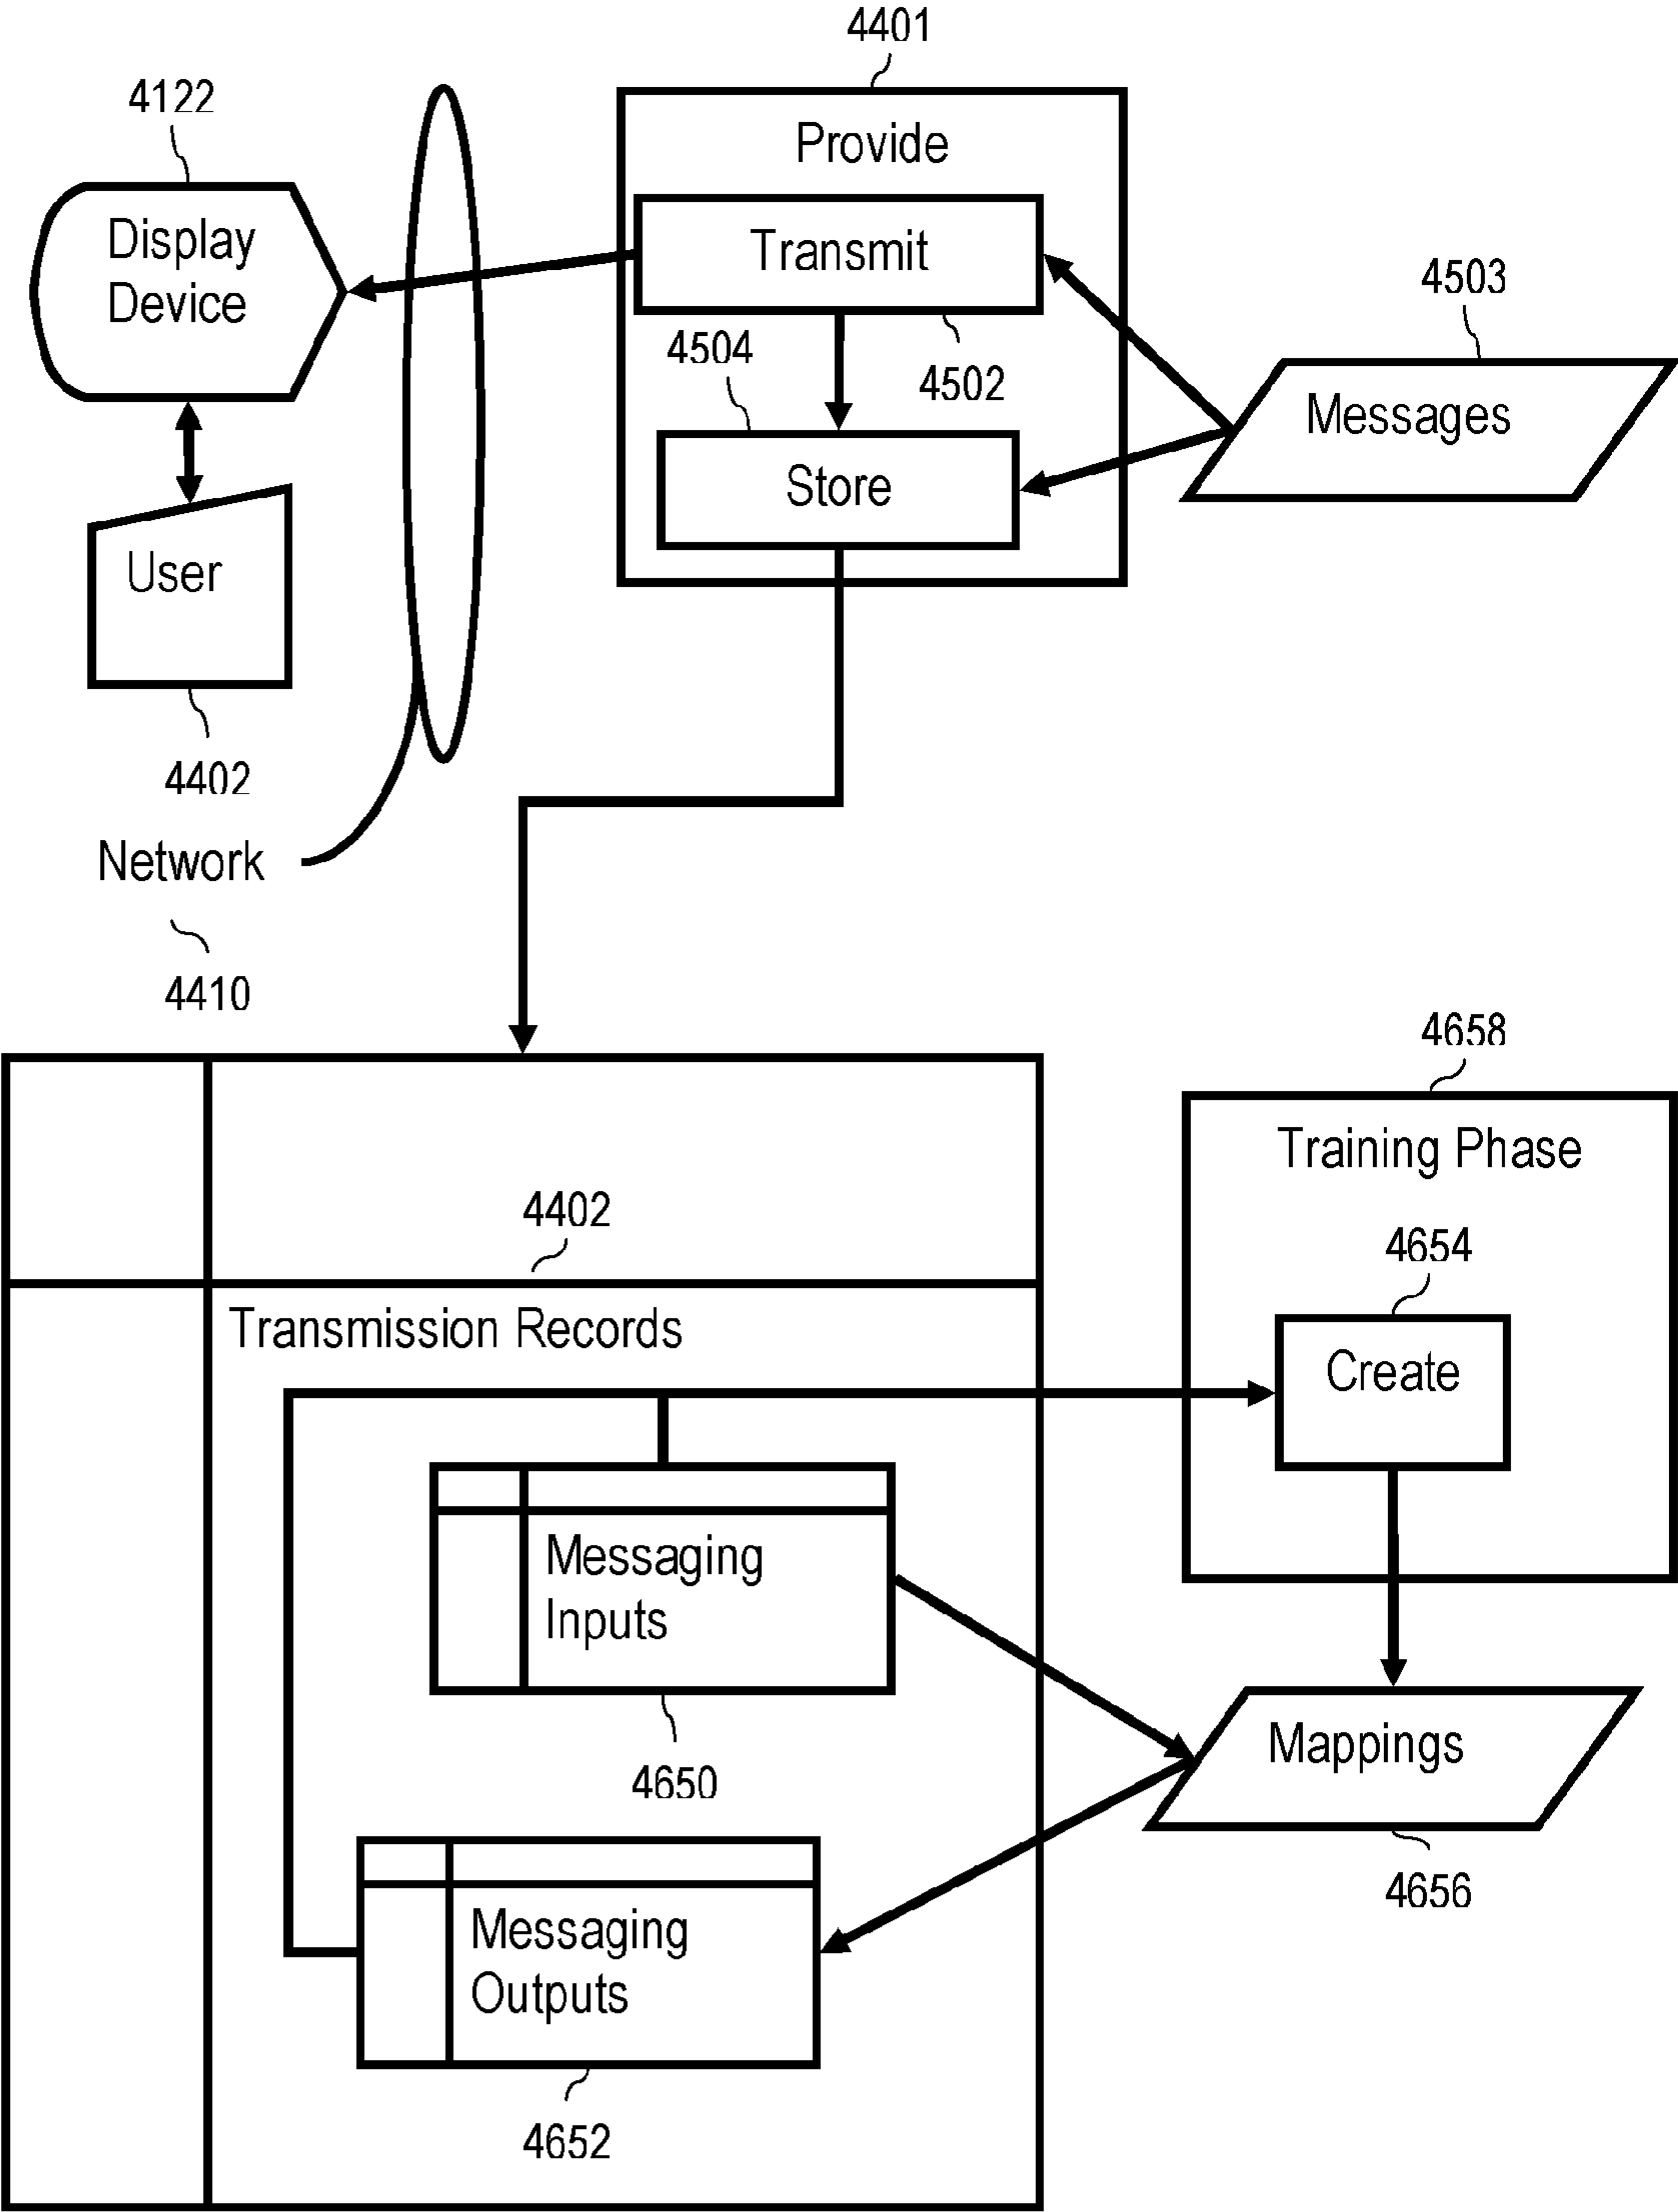 4401
4122
Provide
Display
Device
Transmit
4503
4504
4502
Messages
Store
User
4402
Network
4410
4658
Training Phase
4402
4654
Transmission Records
Create
Messaging
Inputs
4650
Mappings
4656
Messaging
Outputs
4652